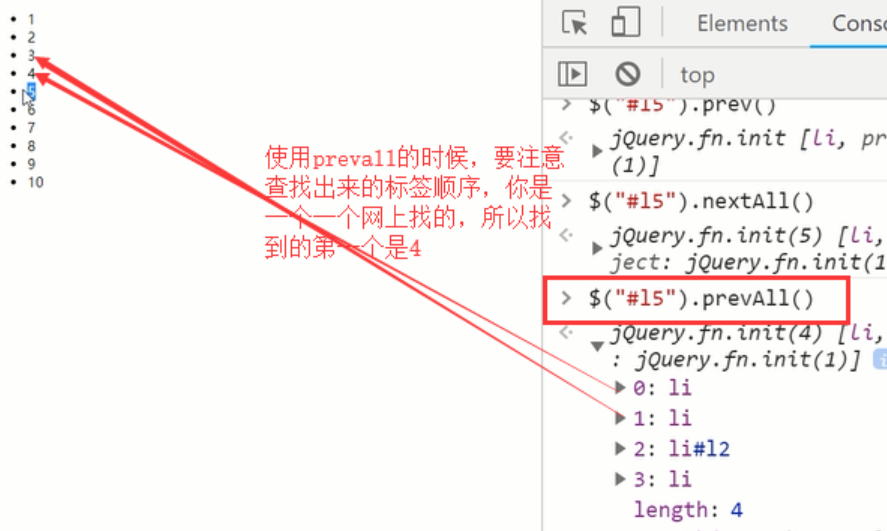 1
2
3
4
5
6
7
8
9
10
使用prevall的时候，要注意
查找出来的标签顺序，你是
一个一个网上找的，所以找
到的第一个是4
Elements Conso
top
$("#l5").prev()
jQuery.fn.init [li, pr
(1)]
$("#l5").nextAll()
jQuery.fn.init(5) [li,
ject: jQuery.fn.init(1
$("#l5").prevAll()
jQuery.fn.init(4) [li,
: jQuery.fn.init(1)]
0: li
1: li
2: li#l2
3: li
length: 4